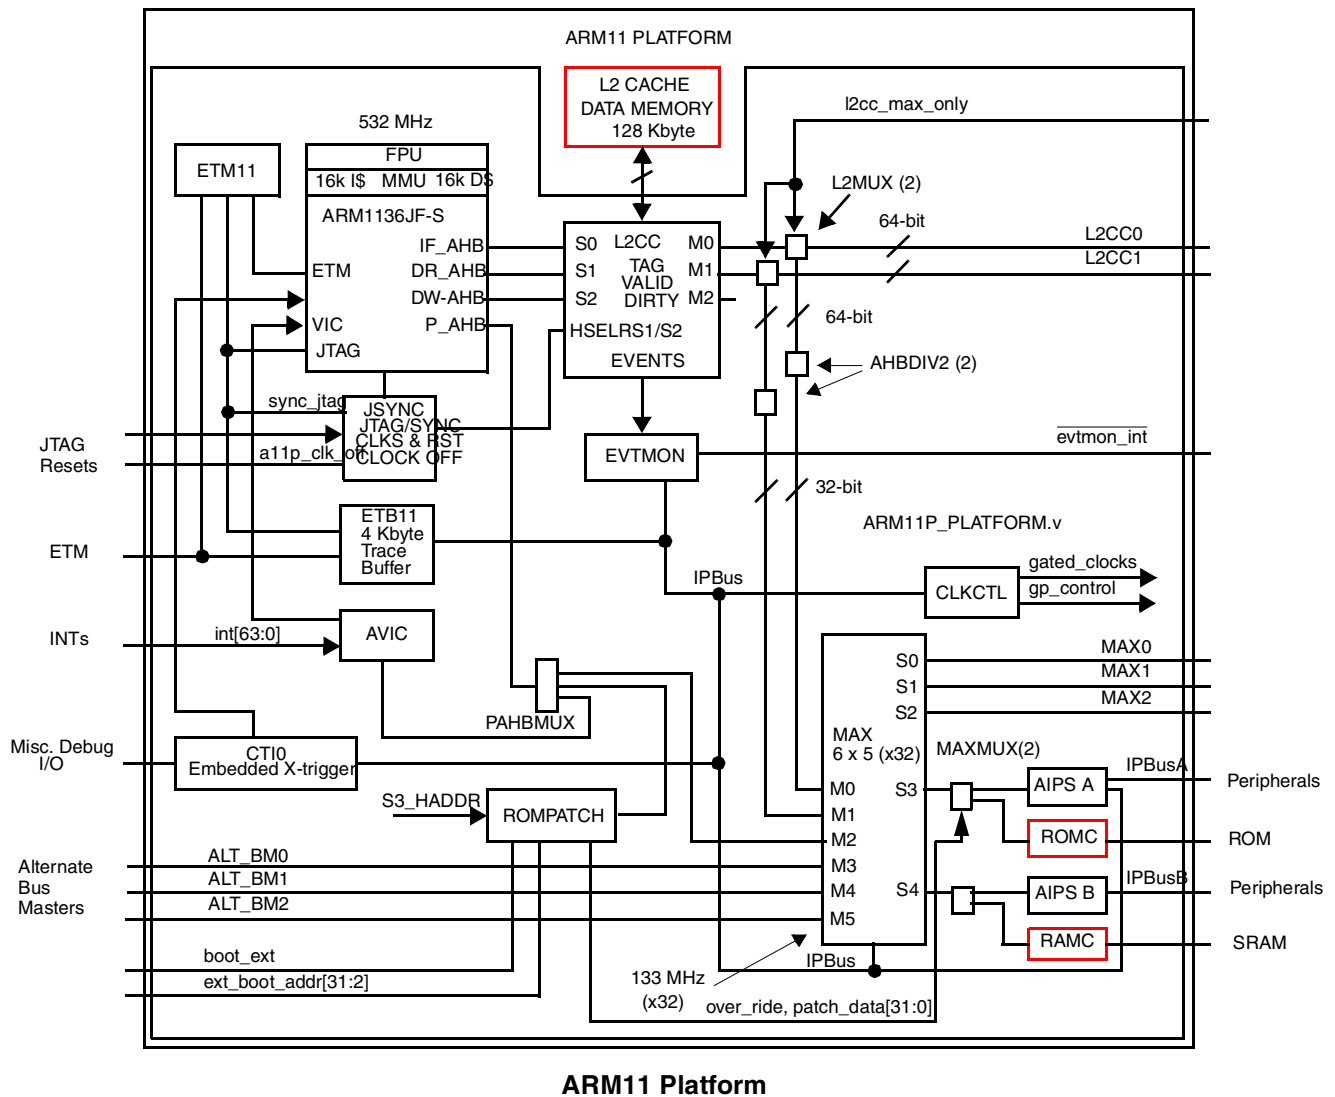 ARM11 PLATFORM
L2 CACHE
DATA MEMORY
128 Kbyte
l2cc_max_only
532 MHz
FPU
16k I$ MMU 16k D$
ETM11
ARM1136JF-S
IF_AHB
ETM
DR_AHB
DW-AHB
VIC
P_AHB
JTAG
S0
L2CC
M0
S1
TAG
M1
VALID
S2
DIRTY
M2
HSELRS1/S2
EVENTS
L2MUX (2)
64-bit
L2CC0
L2CC1
64-bit
AHBDIV2 (2)
sync_jtag
JSYNC
JTAG/SYNC
CLKS & RST
CLOCK OFF
a11p_clk_off
JTAG
Resets
EVTMON
evtmon_int
32-bit
ARM11P_PLATFORM.v
ETB11
4 Kbyte
Trace
Buffer
ETM
IPBus
CLKCTL
gated_clocks
gp_control
INTs
int[63:0]
AVIC
PAHBMUX
S0
MAX0
S1
MAX1
S2
MAX2
MAX
6 x 5 (x32)
MAXMUX(2)
Misc. Debug
I/O
CTI0
Embedded X-trigger
S3_HADDR
ROMPATCH
M0
S3
M1
M2
M3
M4
S4
M5
AIPS A
IPBusA
Peripherals
ROMC
ROM
AIPS B
IPBusB
Peripherals
RAMC
SRAM
Alternate
Bus
Masters
ALT_BM0
ALT_BM1
ALT_BM2
boot_ext
ext_boot_addr[31:2]
IPBus
133 MHz
(x32)
over_ride, patch_data[31:0]
ARM11 Platform